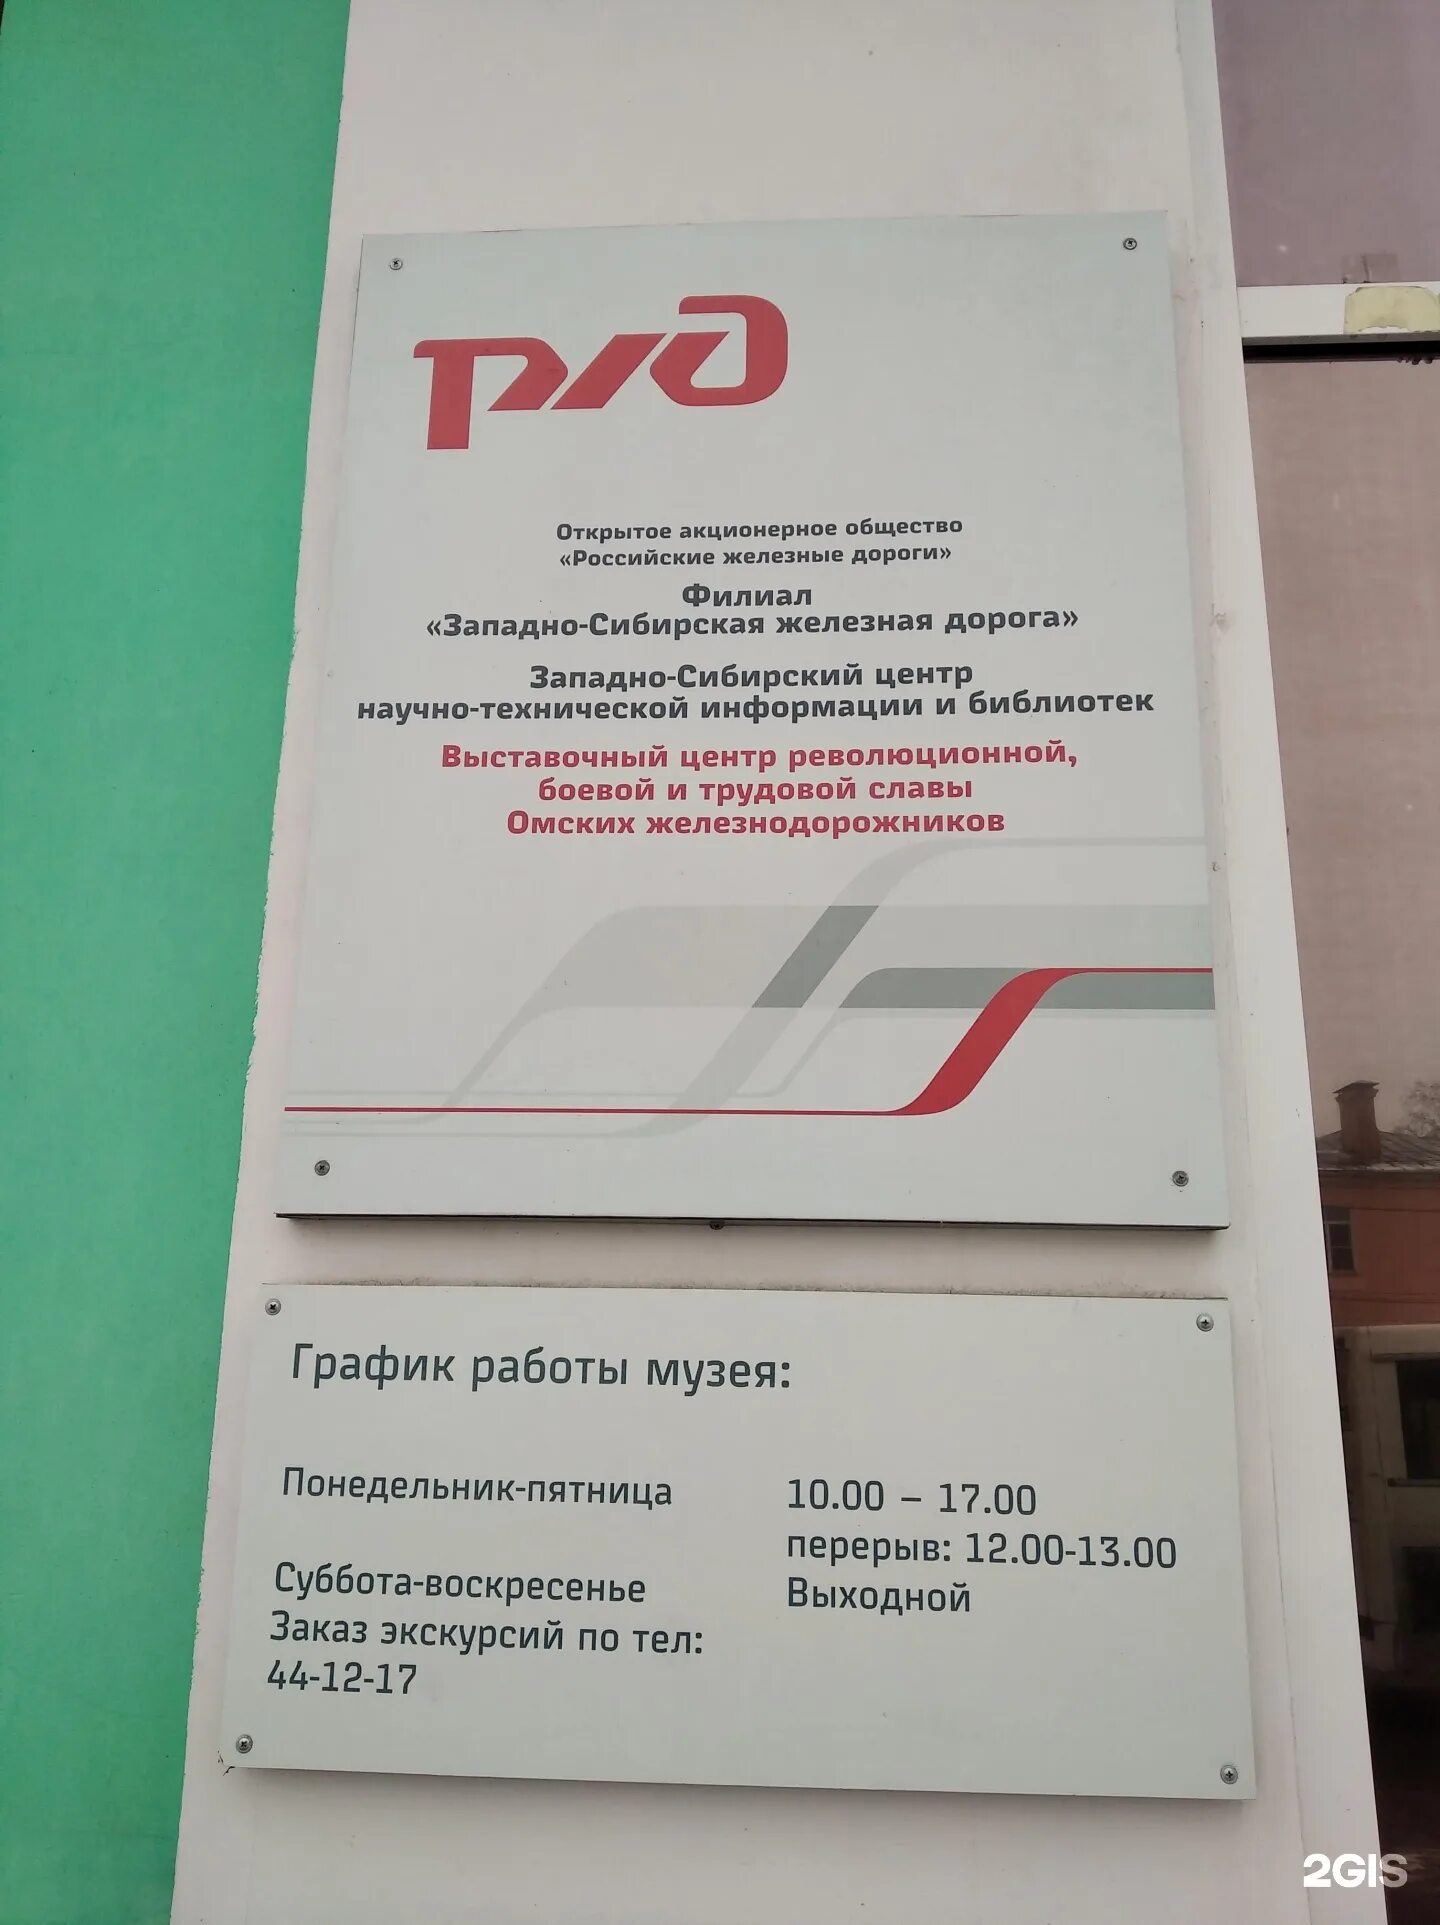 РЖД
Открытое акционерное общество
«Российские железные дороги»
Филиал
«Западно-Сибирская железная дорога»
Западно-Сибирский центр
научно-технической информации и библиотек
Выставочный центр революционной,
боевой и трудовой славы
Омских железнодорожников
График работы музея:
Понедельник-пятница 10.00 – 17.00
перерыв: 12.00-13.00
Суббота-воскресенье Выходной
Заказ экскурсий по тел:
44-12-17
2GIS